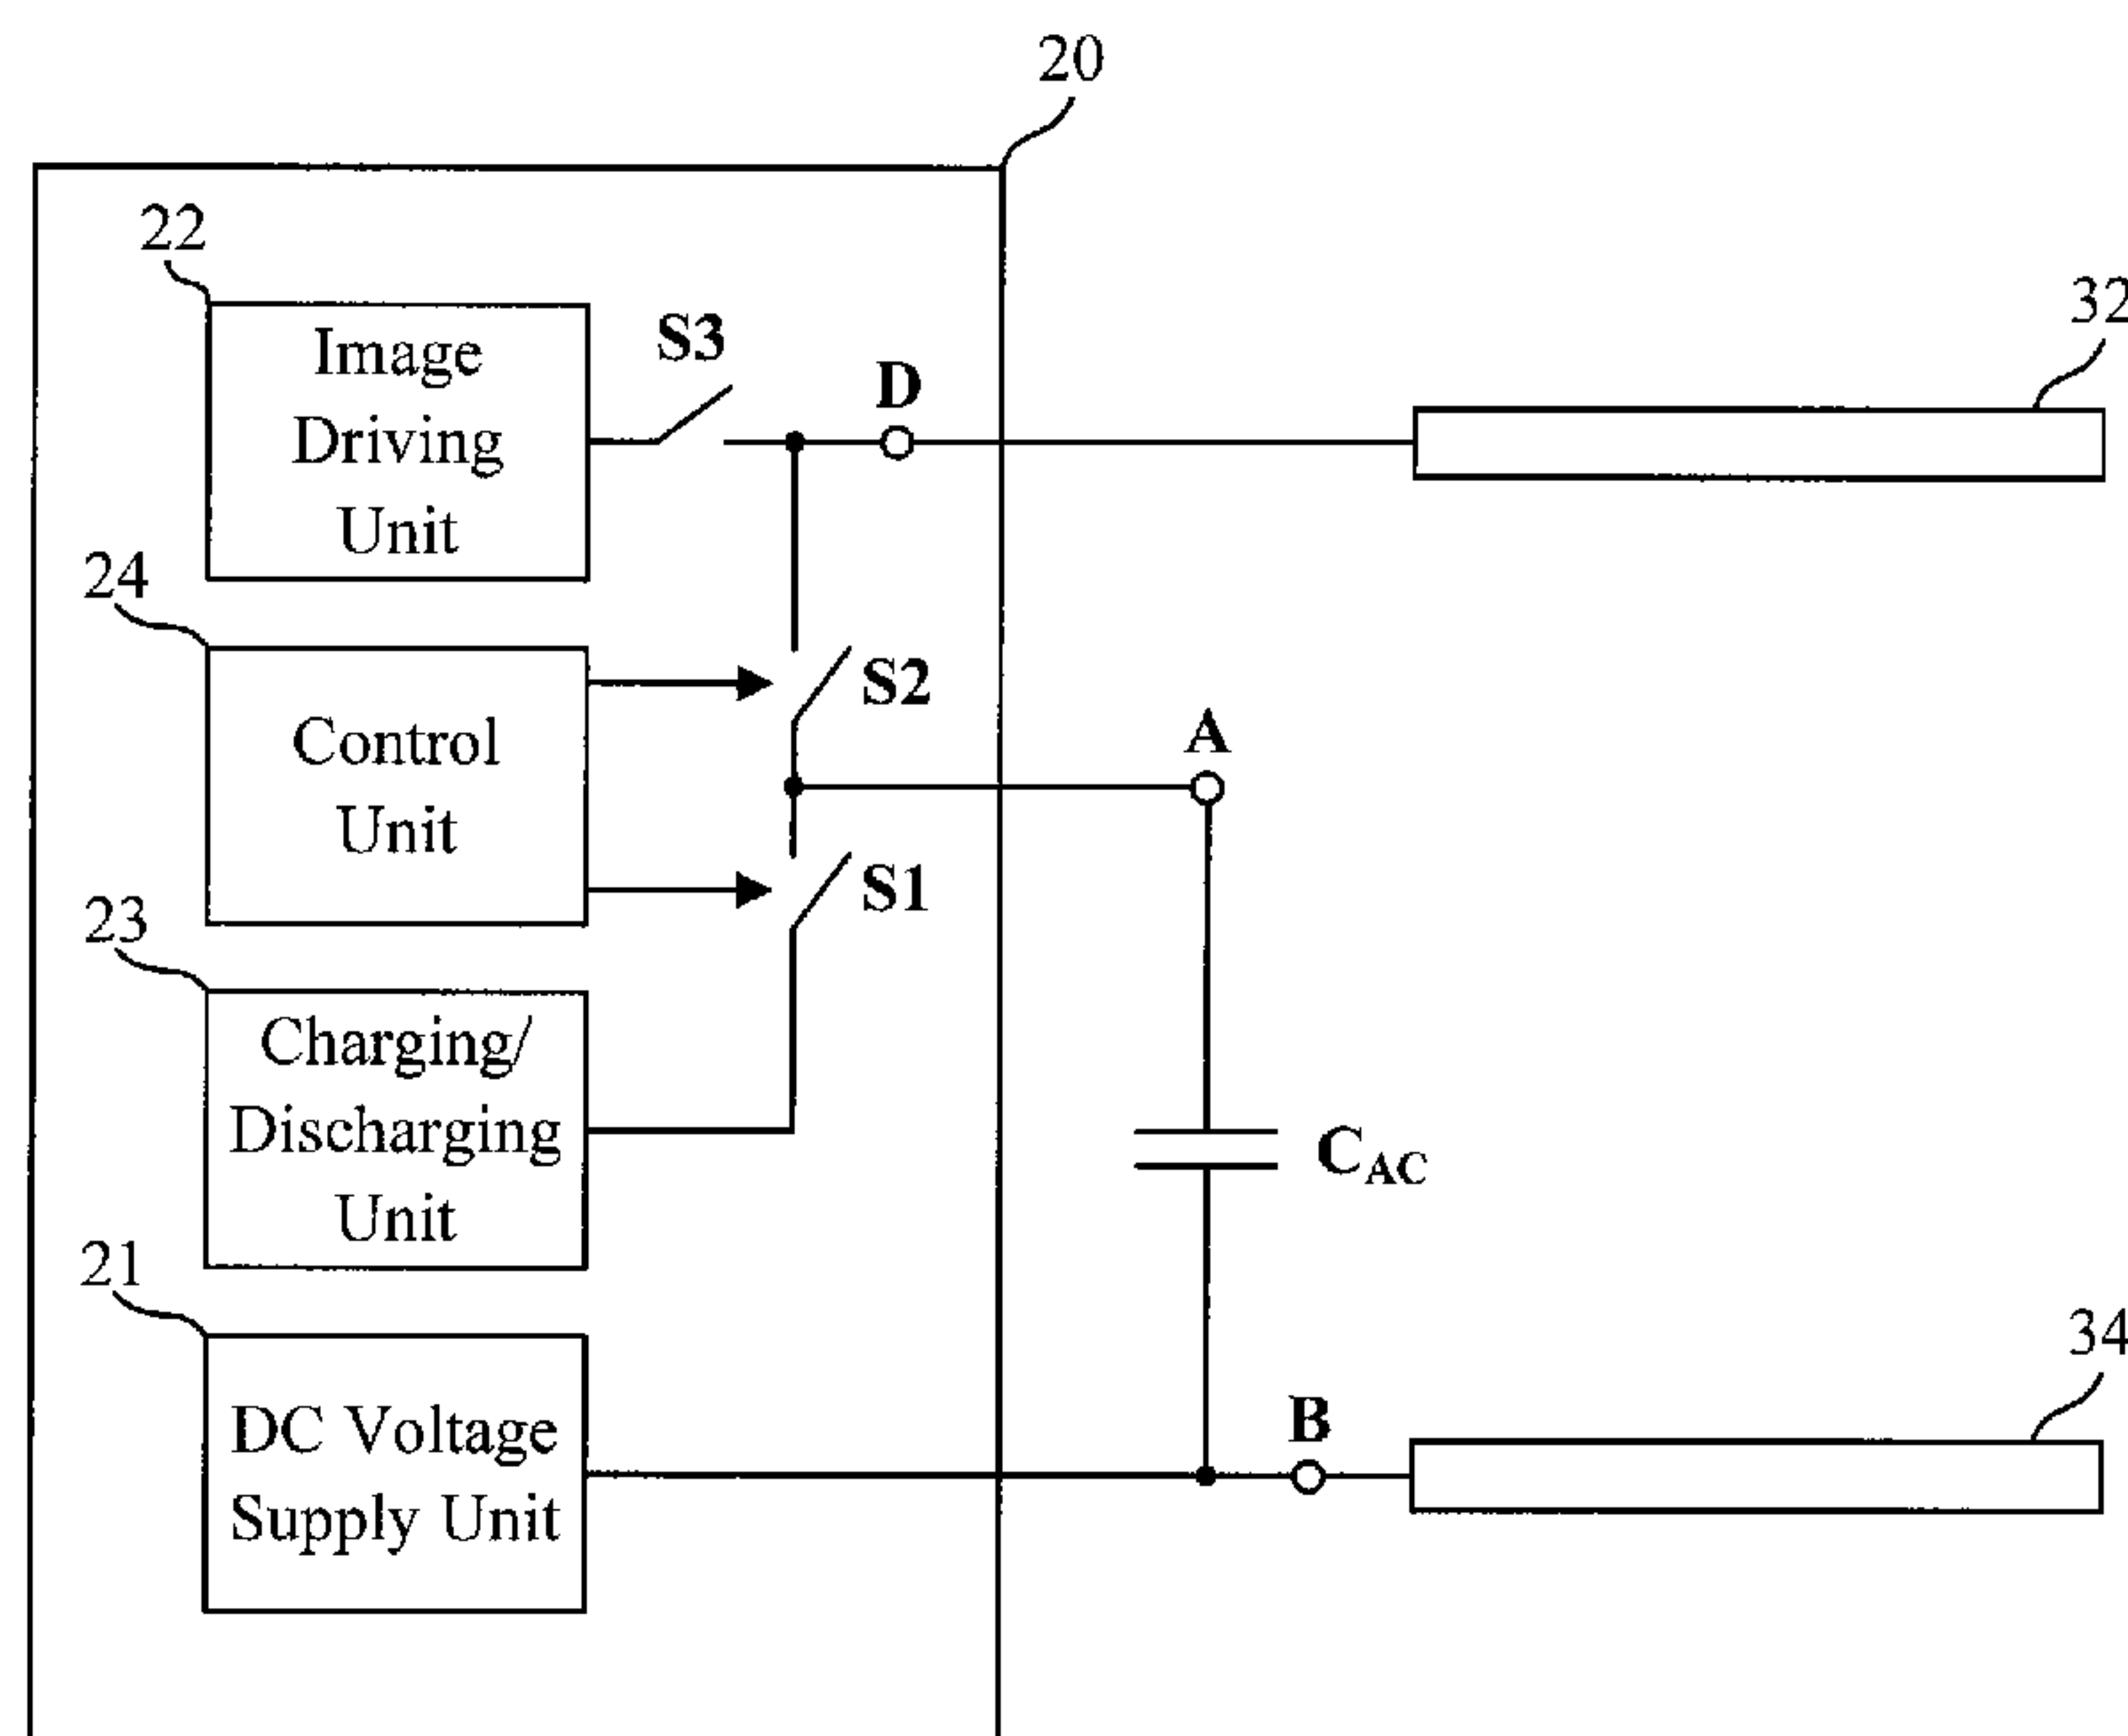 20
22
Image
Driving
Unit
S3
D
32
24
Control
Unit
S2
A
S1
23
Charging/
Discharging
Unit
C_AC
21
DC Voltage
Supply Unit
B
34